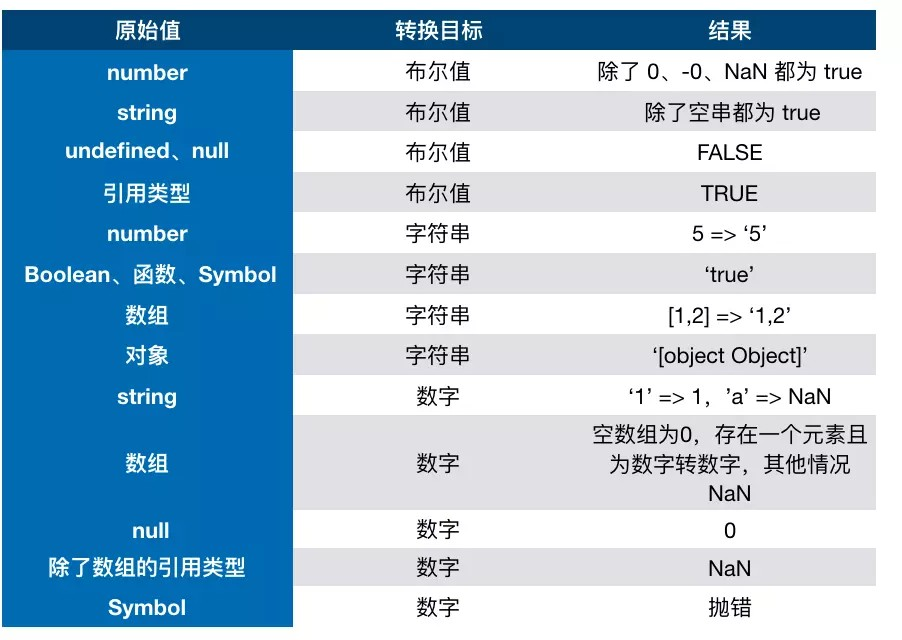 原始值 转换目标 结果
number 布尔值 除了 0、-0、NaN 都为 true
string 布尔值 除了空串都为 true
undefined、null 布尔值 FALSE
引用类型 布尔值 TRUE
number 字符串 5 => ‘5’
Boolean、函数、Symbol 字符串 ‘true’
数组 字符串 [1,2] => ‘1,2’
对象 字符串 ‘[object Object]’
string 数字 ‘1’ => 1，’a’ => NaN
数组 数字 空数组为0，存在一个元素且
为数字转数字，其他情况
NaN
null 数字 0
除了数组的引用类型 数字 NaN
Symbol 数字 抛错